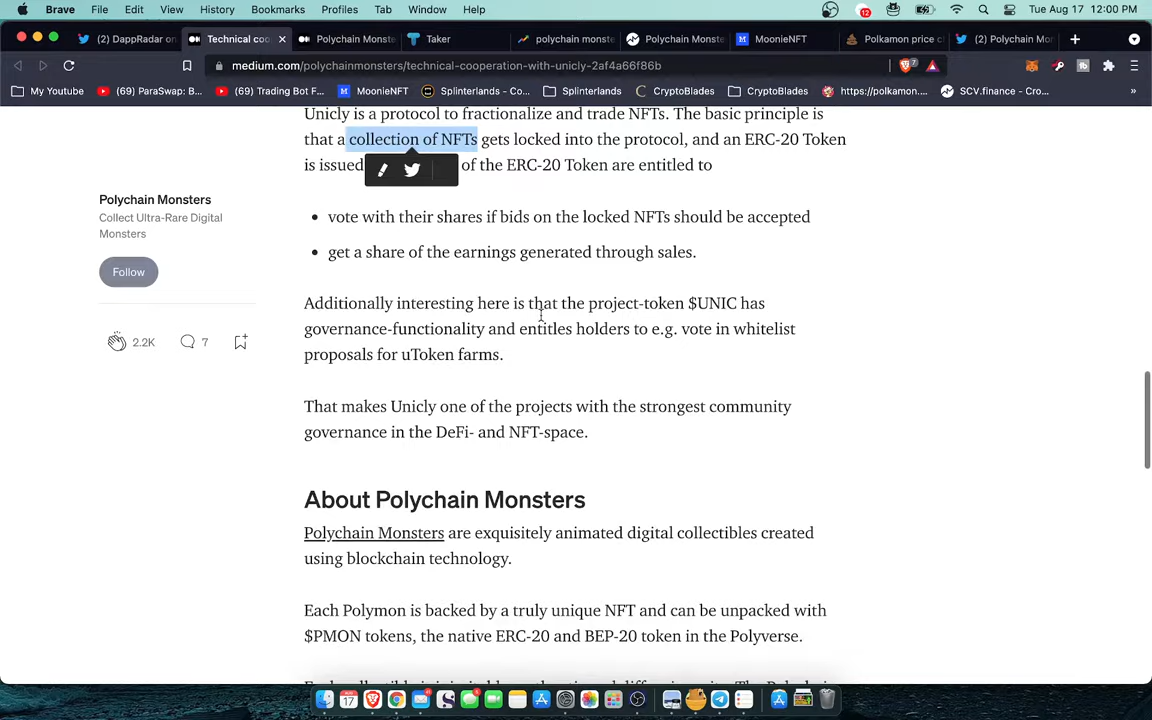 Brave File Edit View History Bookmarks Profiles Tab Window Help 12 Tue Aug 17 12:00 PM
(2) DappRadar on Technical coo Polychain Monste Taker polychain monste Polychain Monste MoonieNFT Polkamon price c (2) Polychain Mon
medium.com/polychainmonsters/technical-cooperation-with-unicly-2af4a66f86b 7
My Youtube (69) ParaSwap: B... (69) Trading Bot F... MoonieNFT Splinterlands - Co... Splinterlands CryptoBlades CryptoBlades https://polkamon.... SCV.finance - Cro... »
Unicly is a protocol to fractionalize and trade NFTs. The basic principle is
that a collection of NFTs gets locked into the protocol, and an ERC-20 Token
is issued of the ERC-20 Token are entitled to
Polychain Monsters
Collect Ultra-Rare Digital
Monsters
Follow
2.2K 7
• vote with their shares if bids on the locked NFTs should be accepted
• get a share of the earnings generated through sales.
Additionally interesting here is that the project-token $UNIC has
governance-functionality and entitles holders to e.g. vote in whitelist
proposals for uToken farms.
That makes Unicly one of the projects with the strongest community
governance in the DeFi- and NFT-space.
About Polychain Monsters
Polychain Monsters are exquisitely animated digital collectibles created
using blockchain technology.
Each Polymon is backed by a truly unique NFT and can be unpacked with
$PMON tokens, the native ERC-20 and BEP-20 token in the Polyverse.